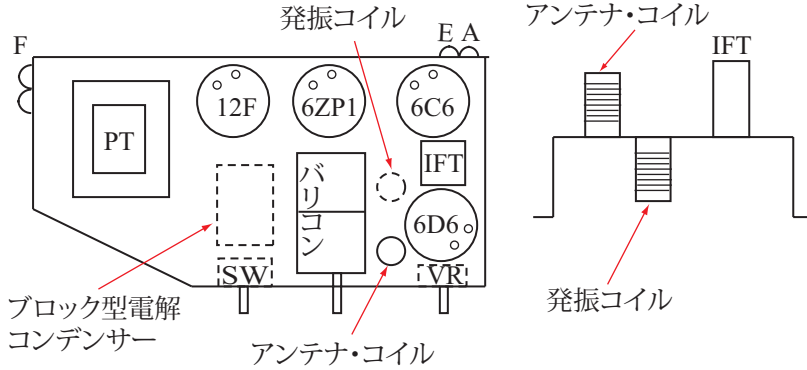 発振コイル
E A
F
12F
6ZP1
6C6
PT
バリコン
IFT
6D6
SW
VR
ブロック型電解
コンデンサー
アンテナ・コイル
アンテナ・コイル
IFT
発振コイル